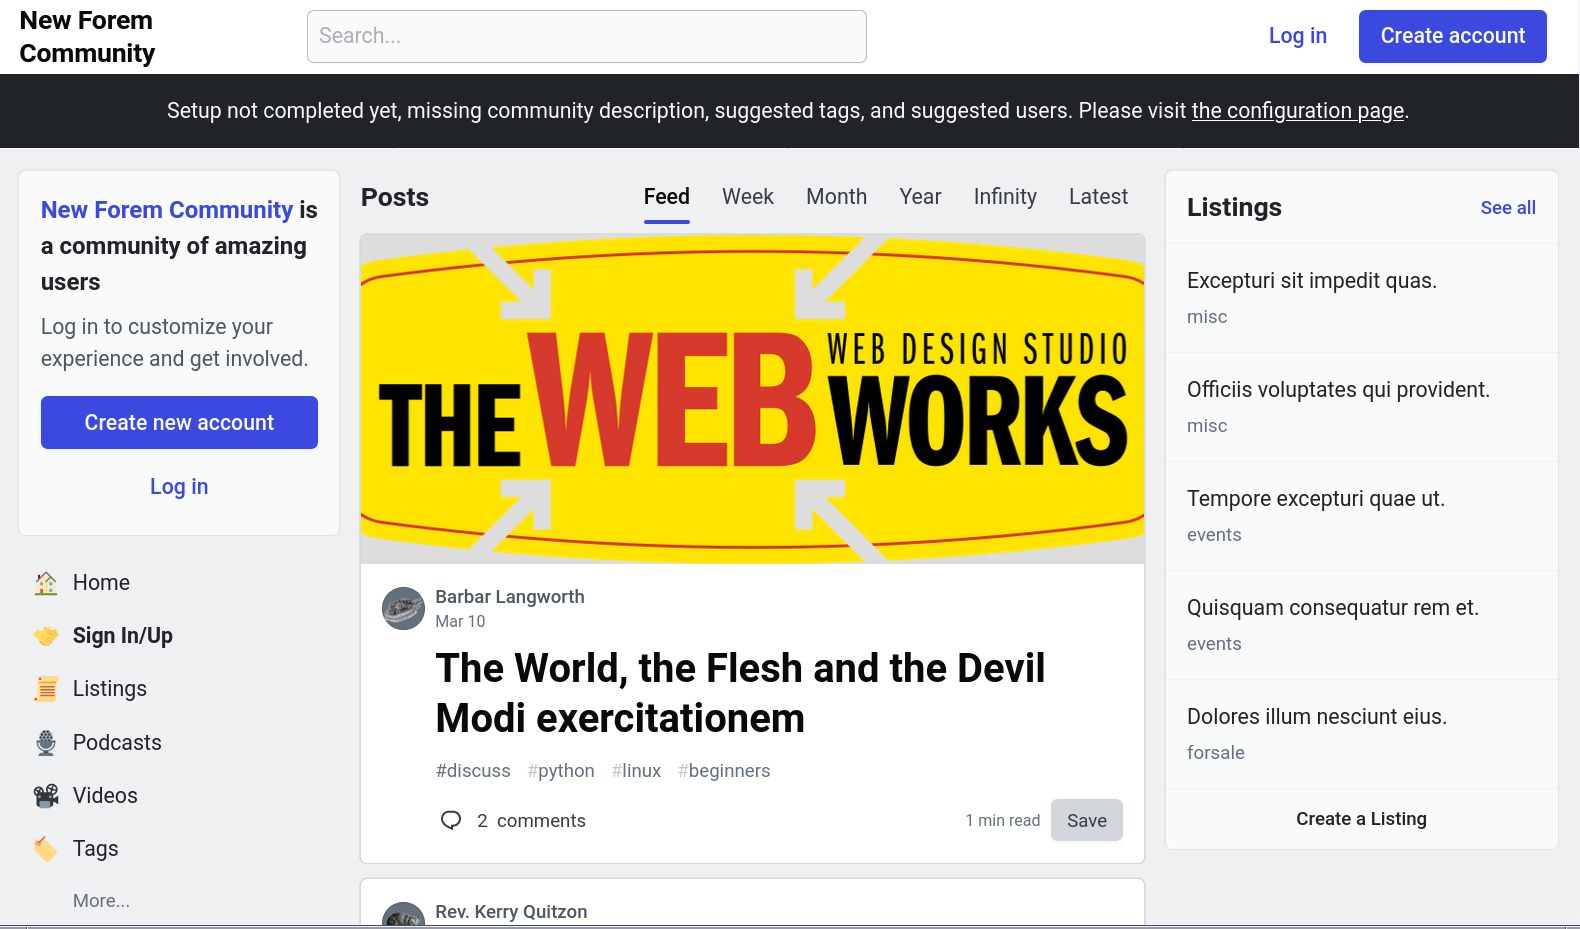 New Forem
Community
Search...
Log in
Create account
Setup not completed yet, missing community description, suggested tags, and suggested users. Please visit the configuration page.
New Forem Community is
a community of amazing
users
Log in to customize your
experience and get involved.
Create new account
Log in
Home
Sign In/Up
Listings
Podcasts
Videos
Tags
More...
Posts
Feed
Week
Month
Year
Infinity
Latest
WEB DESIGN STUDIO
THE WEB WORKS
Barbar Langworth
Mar 10
The World, the Flesh and the Devil
Modi exercitationem
#discuss #python #linux #beginners
2 comments
1 min read
Save
Rev. Kerry Quitzon
Listings
See all
Excepturi sit impedit quas.
misc
Officiis voluptates qui provident.
misc
Tempore excepturi quae ut.
events
Quisquam consequatur rem et.
events
Dolores illum nesciunt eius.
forsale
Create a Listing